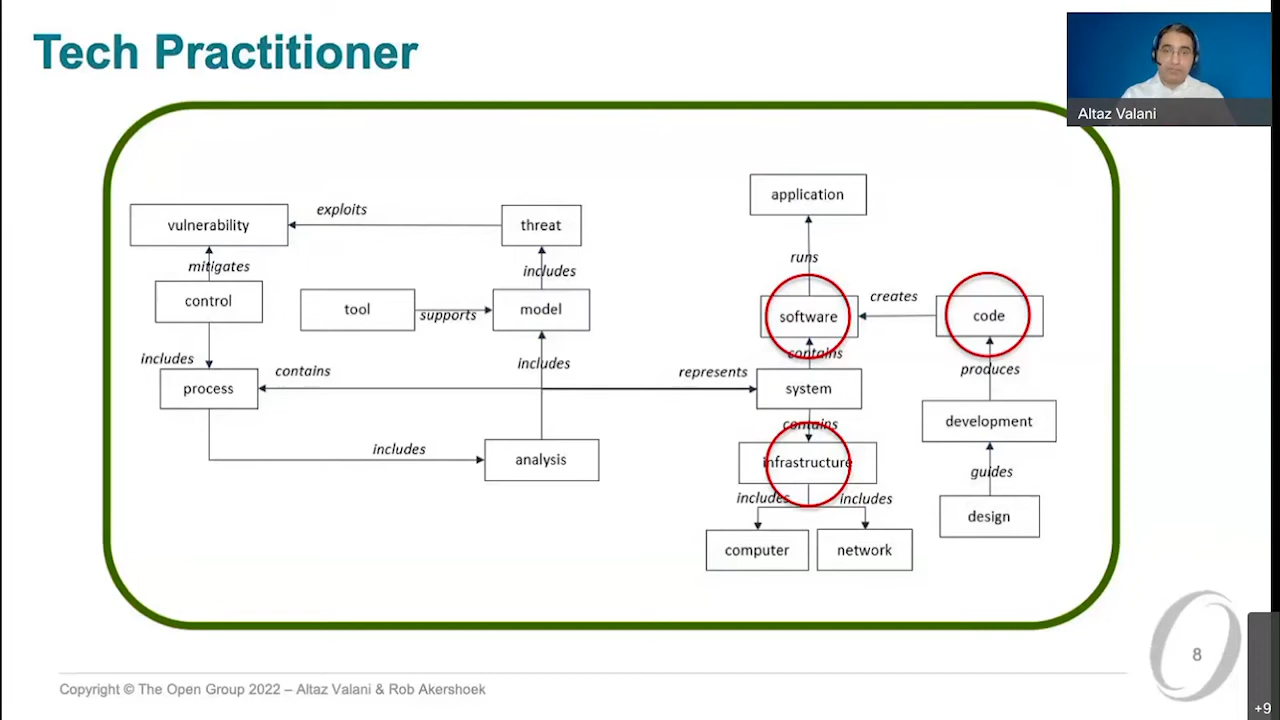 Tech Practitioner
Altaz Valani
application
vulnerability
exploits
threat
runs
mitigates
includes
control
tool
supports
model
software
creates
code
includes
contains
includes
contains
represents
produces
process
system
development
contains
includes
analysis
infrastructure
guides
includes
includes
design
computer
network
8
Copyright © The Open Group 2022 – Altaz Valani & Rob Akershoek
+9